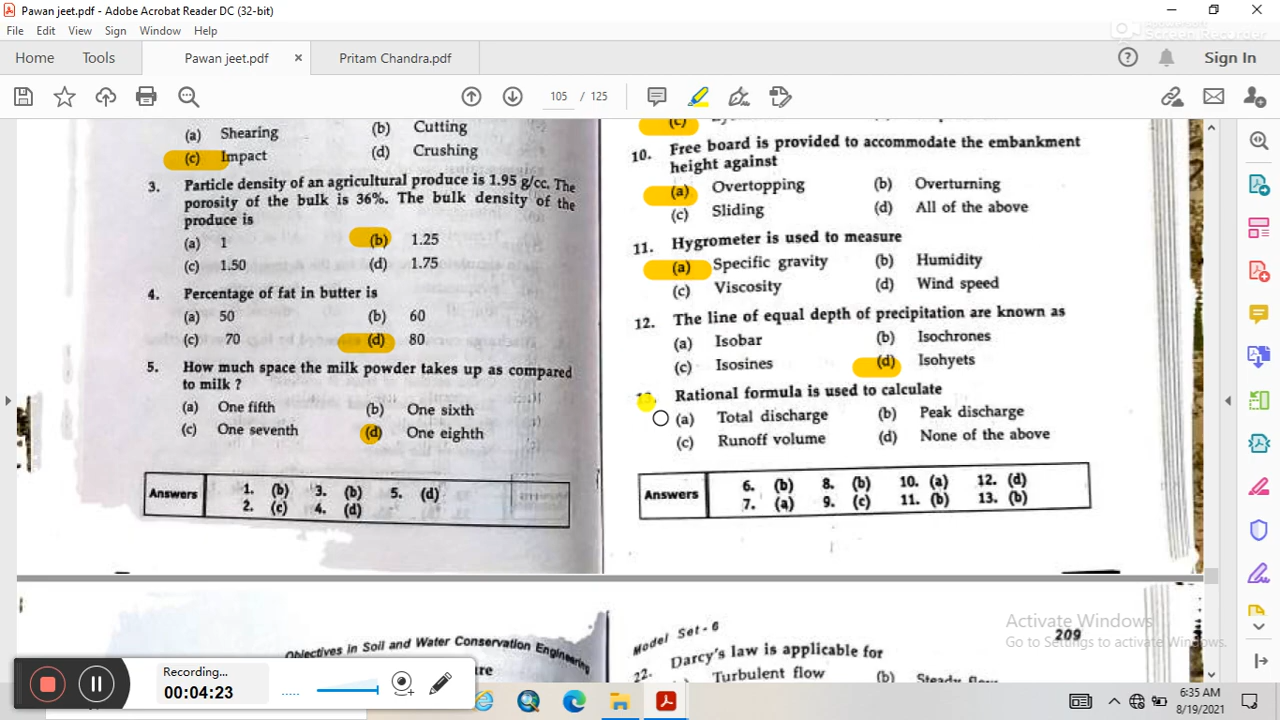 Pawan jeet.pdf - Adobe Acrobat Reader DC (32-bit)
File Edit View Sign Window Help
Home Tools Pawan jeet.pdf × Pritam Chandra.pdf
Sign In
105 / 125
(a) Shearing (b) Cutting
(c) Impact (d) Crushing
3. Particle density of an agricultural produce is 1.95 g/cc. The
porosity of the bulk is 36%. The bulk density of the
produce is
(a) 1 (b) 1.25
(c) 1.50 (d) 1.75
4. Percentage of fat in butter is
(a) 50 (b) 60
(c) 70 (d) 80
5. How much space the milk powder takes up as compared
to milk ?
(a) One fifth (b) One sixth
(c) One seventh (d) One eighth
Answers
1. (b) 3. (b) 5. (d)
2. (c) 4. (d)
(c)
10. Free board is provided to accommodate the embankment
height against
(a) Overtopping (b) Overturning
(c) Sliding (d) All of the above
11. Hygrometer is used to measure
(a) Specific gravity (b) Humidity
(c) Viscosity (d) Wind speed
12. The line of equal depth of precipitation are known as
(a) Isobar (b) Isochrones
(c) Isosines (d) Isohyets
13. Rational formula is used to calculate
(a) Total discharge (b) Peak discharge
(c) Runoff volume (d) None of the above
Answers
6. (b) 8. (b) 10. (a) 12. (d)
7. (a) 9. (c) 11. (b) 13. (b)
Objectives in Soil and Water Conservation Engineering
Model Set - 6 209
22. Darcy's law is applicable for
Turbulent flow (b) Steady flow
Activate Windows
Go to Settings to activate Windows.
Recording...
00:04:23
6:35 AM
8/19/2021